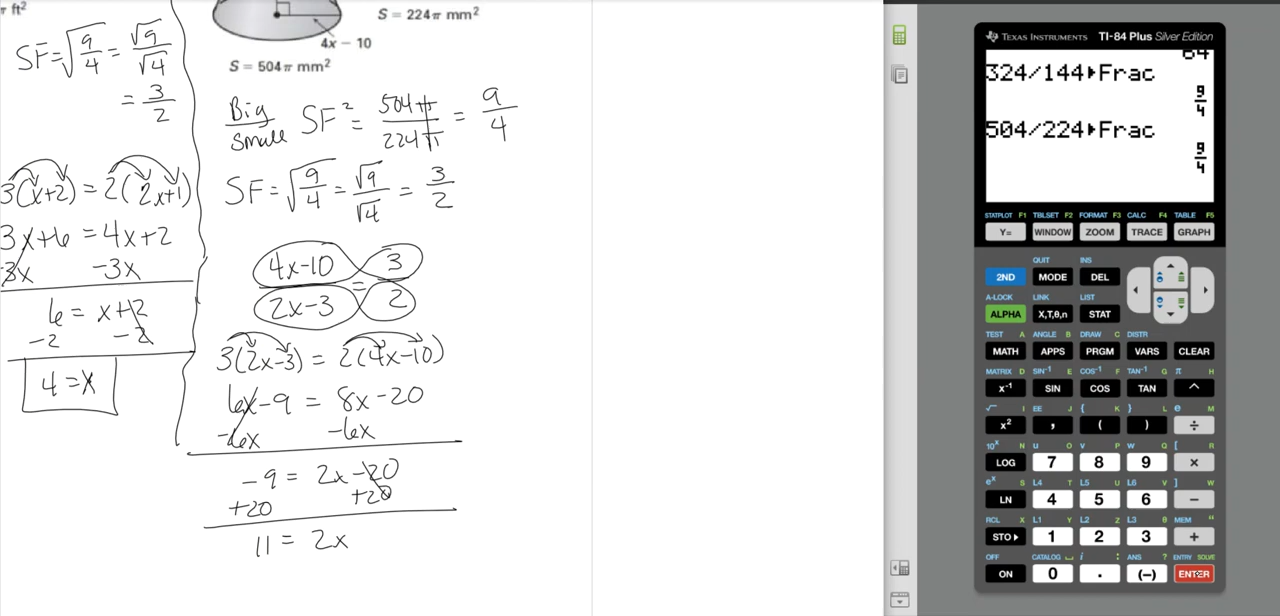 π ft²
SF = √9/4 = √9/√4
= 3/2
3(x+2) = 2(2x+1)
3x+6 = 4x+2
-3x -3x
6 = x+2
-2 -2
4 = x
S = 224π mm²
4x − 10
S = 504π mm²
Big/Small SF² = 504π/224π = 9/4
SF = √9/4 = √9/√4 = 3/2
4x-10/2x-3 = 3/2
3(2x-3) = 2(4x-10)
6x-9 = 8x-20
-6x -6x
-9 = 2x-20
+20 +20
11 = 2x
TEXAS INSTRUMENTS TI-84 Plus Silver Edition
64
324/144▶Frac
9/4
504/224▶Frac
9/4
STATPLOT F1 TBLSET F2 FORMAT F3 CALC F4 TABLE F5
Y= WINDOW ZOOM TRACE GRAPH
QUIT INS
2ND MODE DEL
A-LOCK LINK LIST
ALPHA X,T,θ,n STAT
TEST A ANGLE B DRAW C DISTR
MATH APPS PRGM VARS CLEAR
MATRIX D SIN⁻¹ E COS⁻¹ F TAN⁻¹ G π H
x⁻¹ SIN COS TAN ^
√ I EE J { K } L e M
x² , ( ) ÷
10ˣ N u O v P w Q [ R
LOG 7 8 9 ×
eˣ S L4 T L5 U L6 V ] W
LN 4 5 6 −
RCL X L1 Y L2 Z L3 θ MEM "
STO▶ 1 2 3 +
OFF CATALOG ⎵ i : ANS ? ENTRY SOLVE
ON 0 . (−) ENTER